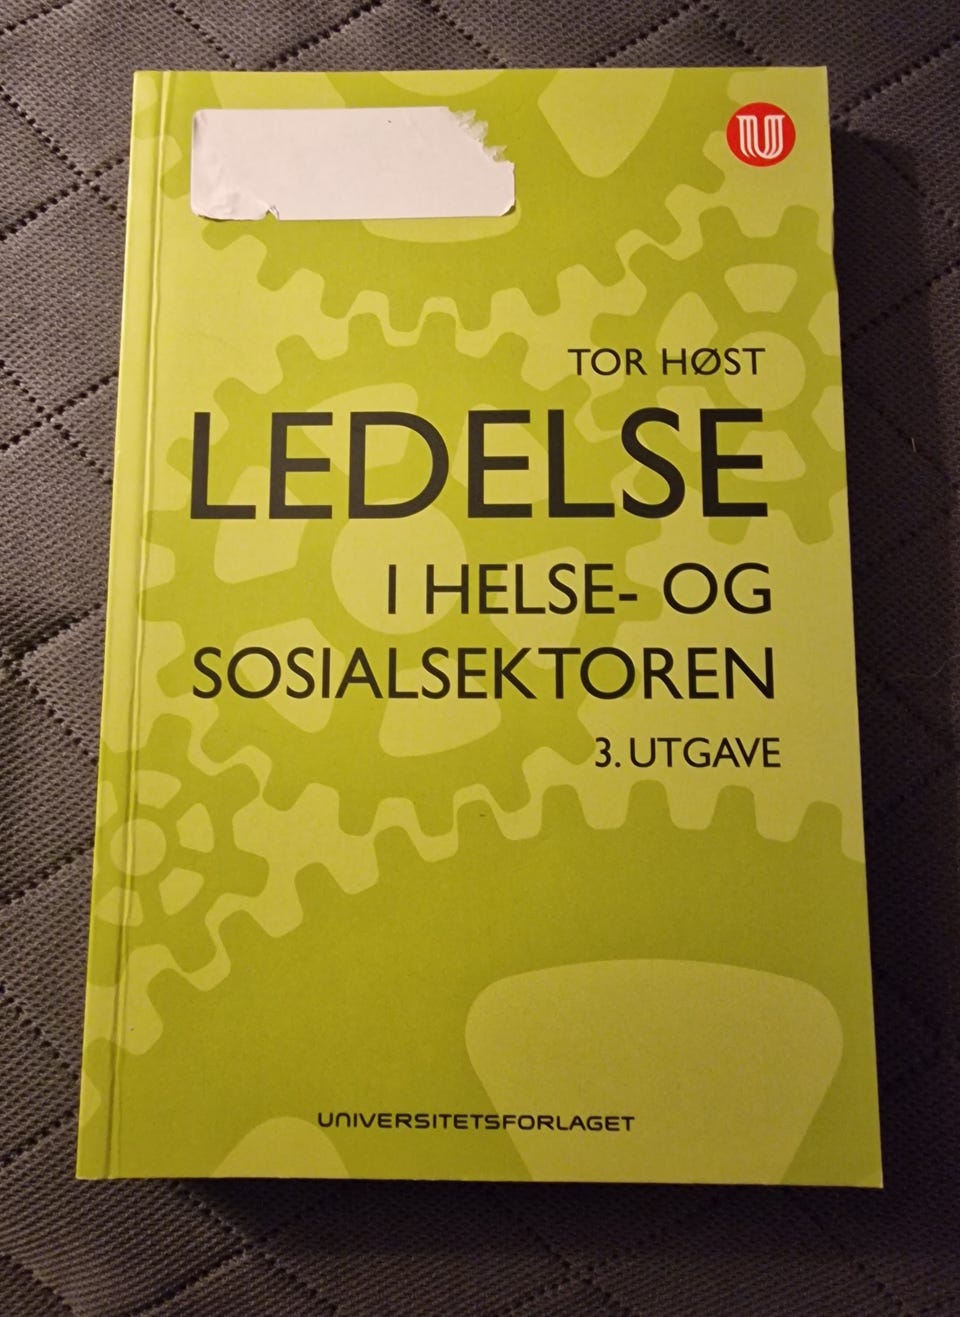 TOR HØST
LEDELSE
I HELSE- OG
SOSIALSEKTOREN
3. UTGAVE
UNIVERSITETSFORLAGET